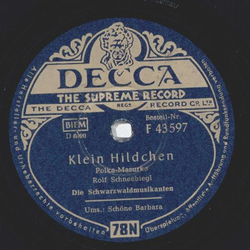 DECCA
THE SUPREME RECORD
THE DECCA REGD RECORD CO. LTD.
BIEM
Bestell-Nr.
F 43597
Klein Hildchen
Polka-Mazurka
Rolf Schneebiegl
Die Schwarzwaldmusikanten
Ums.: Schöne Barbara
78N